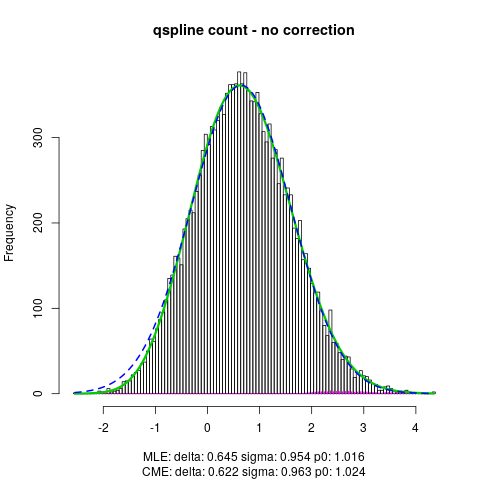 qspline count - no correction
Frequency
300
200
100
0
-2 -1 0 1 2 3 4
MLE: delta: 0.645 sigma: 0.954 p0: 1.016
CME: delta: 0.622 sigma: 0.963 p0: 1.024